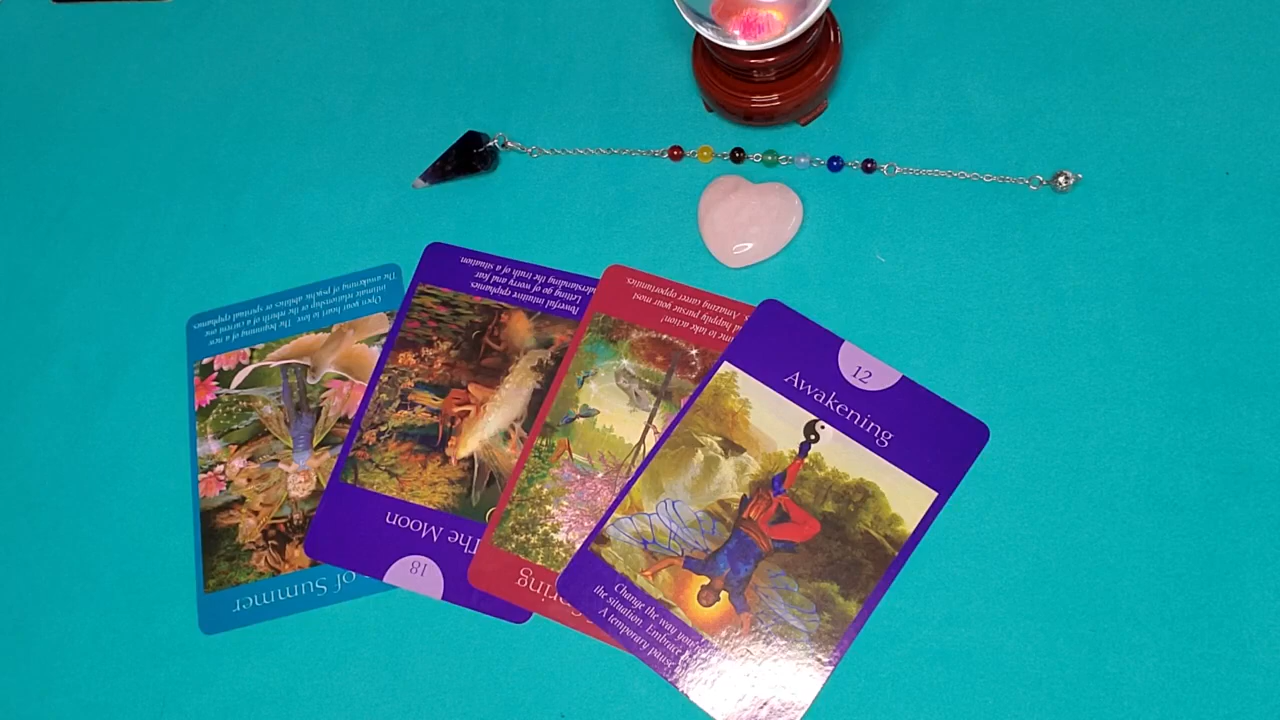 Open your heart to love. The beginning of a new
intimate relationship or the rebirth of a current one
The awakening of psychic abilities or spiritual epiphanies
of Summer
Powerful intuitive epiphanies
Letting go of worry and fear
the truth of a situation.
The Moon
18
to take action!
happily pursue your most
Amazing career opportunities
12
Awakening
Change the way you
the situation. Embrace
A temporary pause